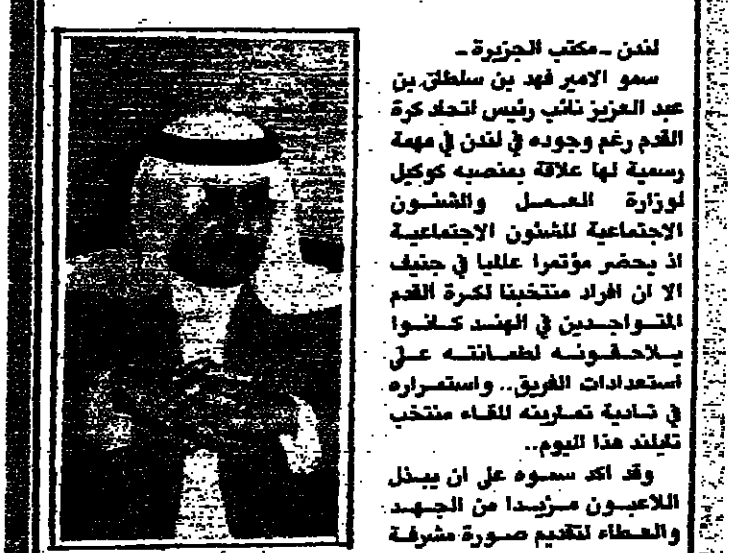 لندن - مكتب الجزيرة -
سمو الامير فهد بن سلطان بن
عبد العزيز نائب رئيس اتحاد كرة
القدم رغم وجوده في لندن في مهمة
رسمية لها علاقة بمنصبه كوكيل
لوزارة العمل والشئون
الاجتماعية للشئون الاجتماعية
اذ يحضر مؤتمرا عالميا في جنيف
الا ان افراد منتخبنا لكرة القدم
المتواجدين في الهند كانوا
يلاحقونه لطمانته على
استعدادات الفريق.. واستمراره
في تادية تمارينه للقاء منتخب
تايلند هذا اليوم..
وقد اكد سموه على ان يبذل
اللاعبون مزيدا من الجهد
والعطاء لتقديم صورة مشرفة